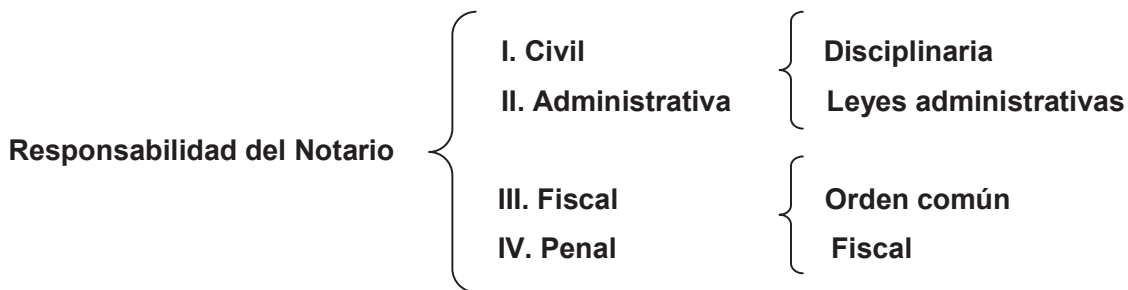 I. Civil Disciplinaria
II. Administrativa Leyes administrativas
Responsabilidad del Notario
III. Fiscal Orden común
IV. Penal Fiscal